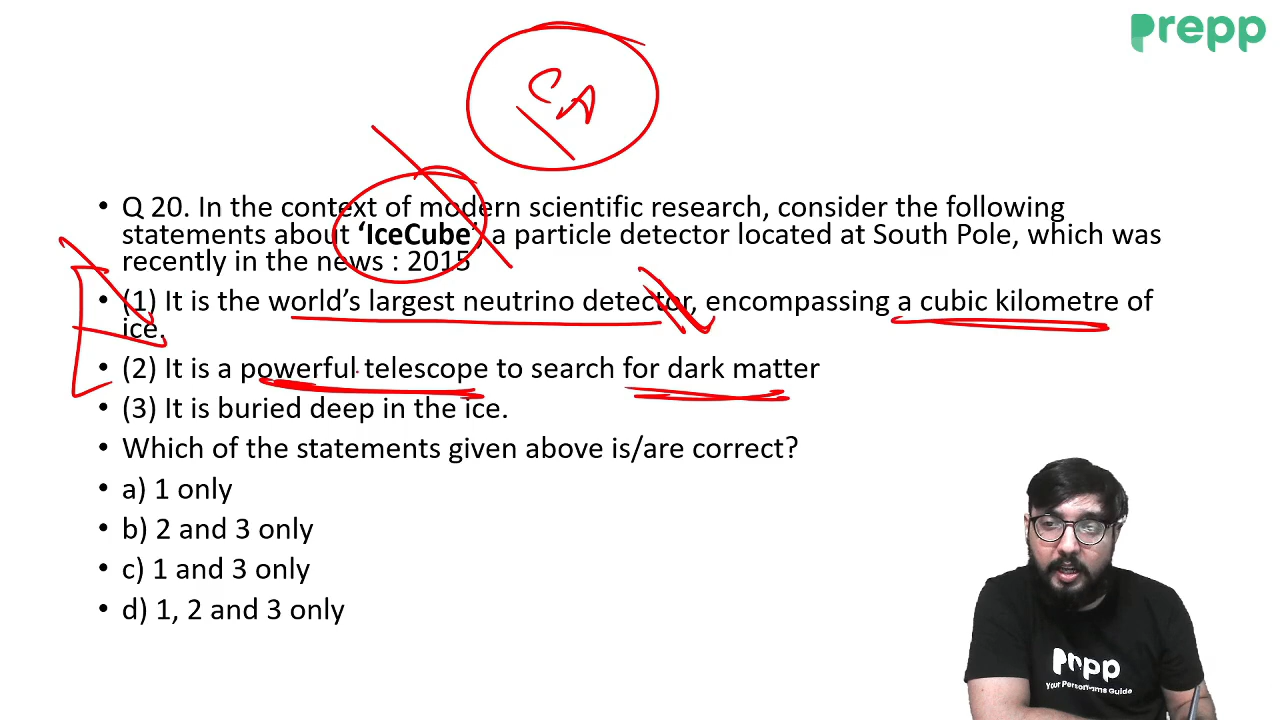 prepp
CA
• Q 20. In the context of modern scientific research, consider the following
statements about ‘IceCube’, a particle detector located at South Pole, which was
recently in the news : 2015
• (1) It is the world’s largest neutrino detector, encompassing a cubic kilometre of
ice.
• (2) It is a powerful telescope to search for dark matter
• (3) It is buried deep in the ice.
• Which of the statements given above is/are correct?
• a) 1 only
• b) 2 and 3 only
• c) 1 and 3 only
• d) 1, 2 and 3 only
prepp
Your Personal Exams Guide